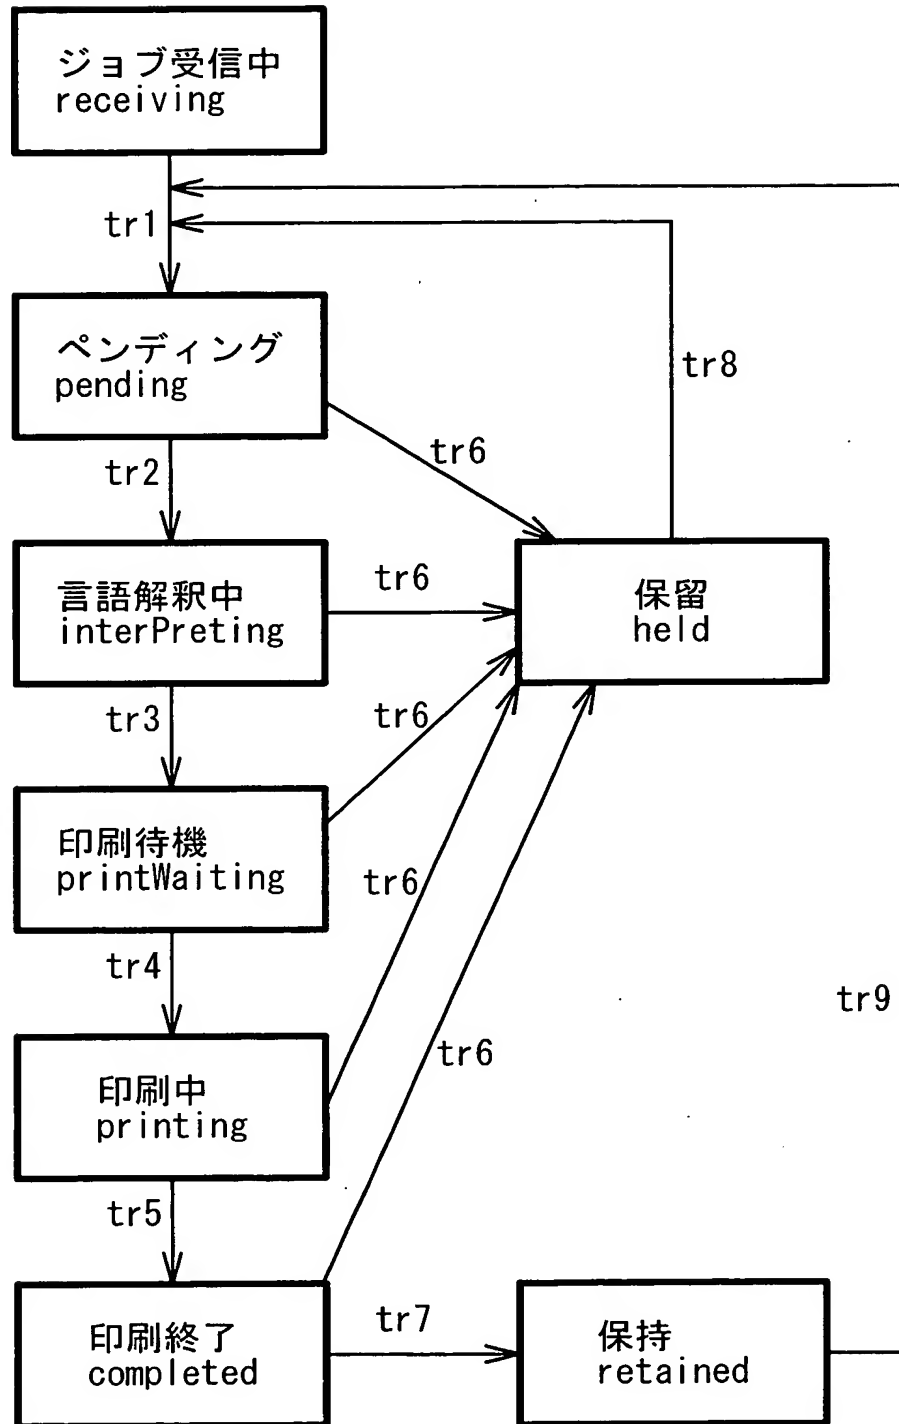 ジョブ受信中
receiving
tr1
ペンディング
pending
tr8
tr6
tr2
言語解釈中
interPreting
tr6
保留
held
tr3
tr6
印刷待機
printWaiting
tr6
tr4
tr9
tr6
印刷中
printing
tr5
印刷終了
completed
tr7
保持
retained